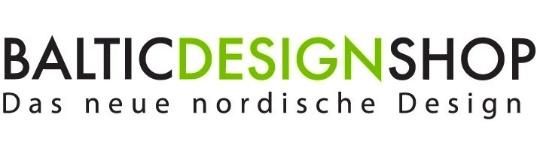 BALTICDESIGNSHOP
Das neue nordische Design